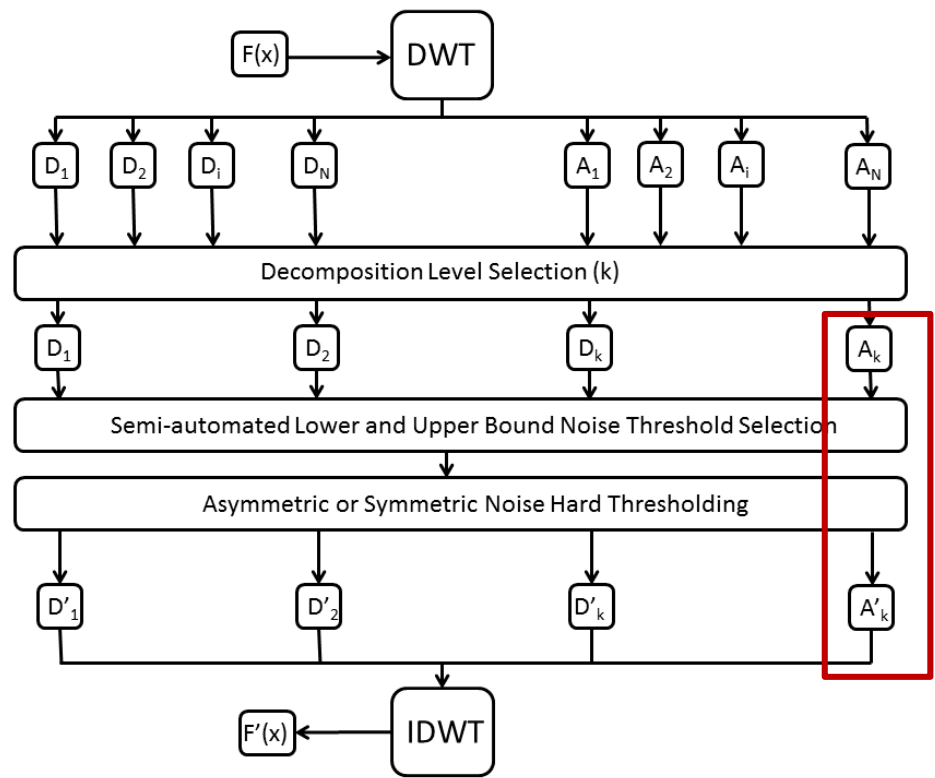 F(x)
DWT
D1
D2
Di
DN
A1
A2
Ai
AN
Decomposition Level Selection (k)
D1
D2
Dk
Ak
Semi-automated Lower and Upper Bound Noise Threshold Selection
Asymmetric or Symmetric Noise Hard Thresholding
D’1
D’2
D’k
A’k
F’(x)
IDWT